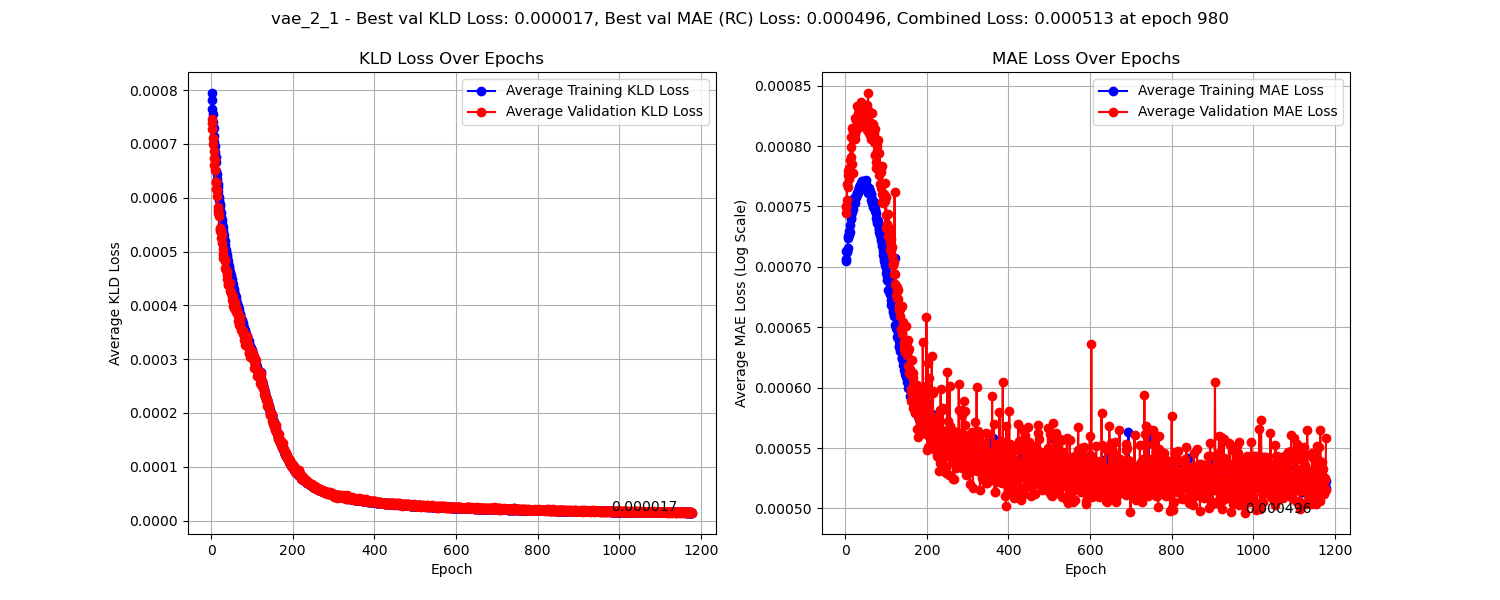 vae_2_1 - Best val KLD Loss: 0.000017, Best val MAE (RC) Loss: 0.000496, Combined Loss: 0.000513 at epoch 980
KLD Loss Over Epochs
Average Training KLD Loss
Average Validation KLD Loss
Average KLD Loss
0.0008
0.0007
0.0006
0.0005
0.0004
0.0003
0.0002
0.0001
0.0000
0.000017
0 200 400 600 800 1000 1200
Epoch
MAE Loss Over Epochs
Average Training MAE Loss
Average Validation MAE Loss
Average MAE Loss (Log Scale)
0.00085
0.00080
0.00075
0.00070
0.00065
0.00060
0.00055
0.00050
0.000496
0 200 400 600 800 1000 1200
Epoch